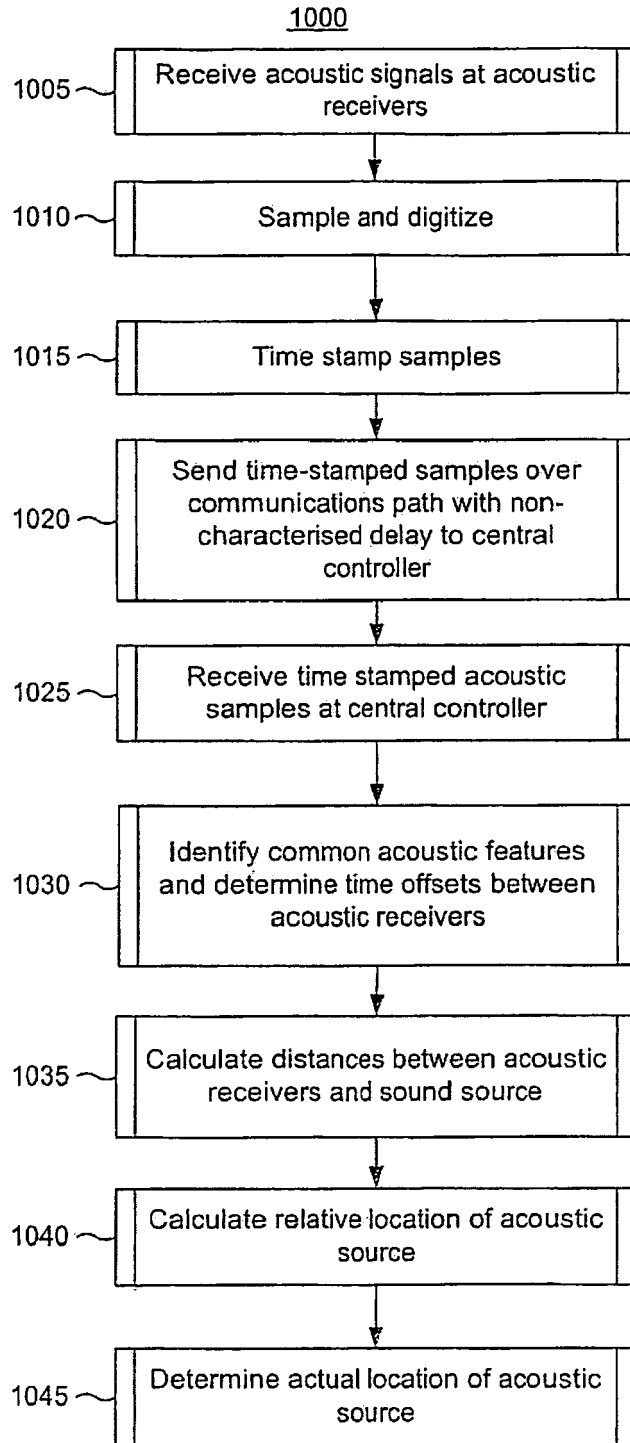 1000
1005
Receive acoustic signals at acoustic
receivers
1010
Sample and digitize
1015
Time stamp samples
1020
Send time-stamped samples over
communications path with non-
characterised delay to central
controller
1025
Receive time stamped acoustic
samples at central controller
1030
Identify common acoustic features
and determine time offsets between
acoustic receivers
1035
Calculate distances between acoustic
receivers and sound source
1040
Calculate relative location of acoustic
source
1045
Determine actual location of acoustic
source